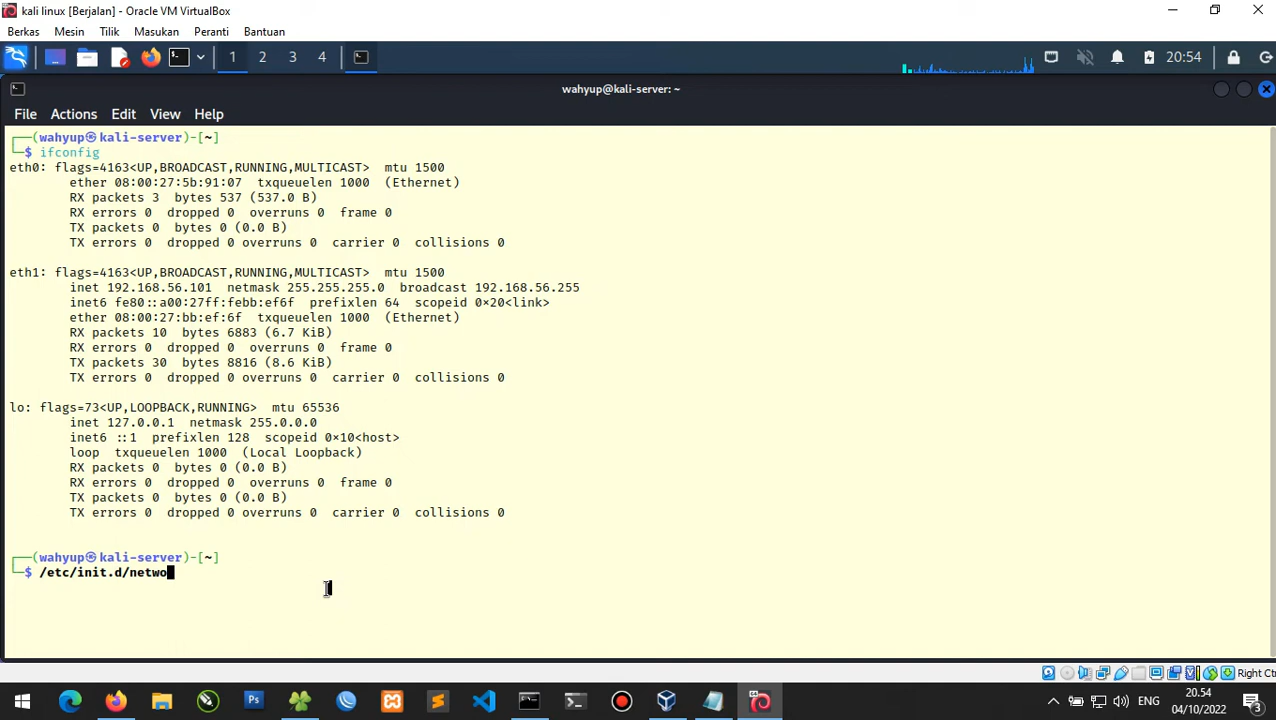 kali linux [Berjalan] - Oracle VM VirtualBox
Berkas Mesin Tilik Masukan Peranti Bantuan
1 2 3 4 20:54
wahyup@kali-server: ~
File Actions Edit View Help
┌──(wahyup㉿kali-server)-[~]
└─$ ifconfig
eth0: flags=4163<UP,BROADCAST,RUNNING,MULTICAST> mtu 1500
ether 08:00:27:5b:91:07 txqueuelen 1000 (Ethernet)
RX packets 3 bytes 537 (537.0 B)
RX errors 0 dropped 0 overruns 0 frame 0
TX packets 0 bytes 0 (0.0 B)
TX errors 0 dropped 0 overruns 0 carrier 0 collisions 0
eth1: flags=4163<UP,BROADCAST,RUNNING,MULTICAST> mtu 1500
inet 192.168.56.101 netmask 255.255.255.0 broadcast 192.168.56.255
inet6 fe80::a00:27ff:febb:ef6f prefixlen 64 scopeid 0×20<link>
ether 08:00:27:bb:ef:6f txqueuelen 1000 (Ethernet)
RX packets 10 bytes 6883 (6.7 KiB)
RX errors 0 dropped 0 overruns 0 frame 0
TX packets 30 bytes 8816 (8.6 KiB)
TX errors 0 dropped 0 overruns 0 carrier 0 collisions 0
lo: flags=73<UP,LOOPBACK,RUNNING> mtu 65536
inet 127.0.0.1 netmask 255.0.0.0
inet6 ::1 prefixlen 128 scopeid 0×10<host>
loop txqueuelen 1000 (Local Loopback)
RX packets 0 bytes 0 (0.0 B)
RX errors 0 dropped 0 overruns 0 frame 0
TX packets 0 bytes 0 (0.0 B)
TX errors 0 dropped 0 overruns 0 carrier 0 collisions 0
┌──(wahyup㉿kali-server)-[~]
└─$ /etc/init.d/netwo
Right Ctr
Ps
ENG
20.54
04/10/2022
3